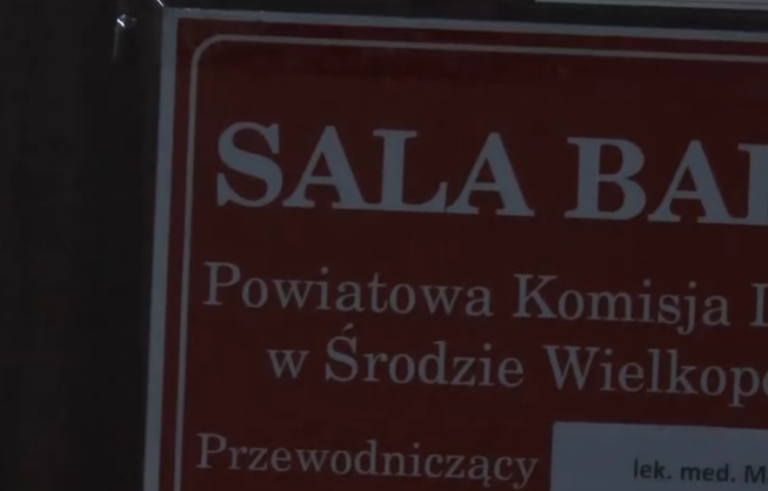 SALA
Powiatowa Komisja
w Środzie
Przewodniczący
lek. med.